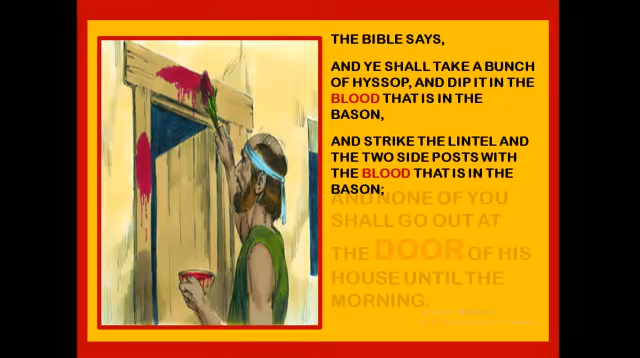 THE BIBLE SAYS,
AND YE SHALL TAKE A BUNCH
OF HYSSOP, AND DIP IT IN THE
BLOOD THAT IS IN THE
BASON,
AND STRIKE THE LINTEL AND
THE TWO SIDE POSTS WITH
THE BLOOD THAT IS IN THE
BASON;
AND NONE OF YOU
SHALL GO OUT AT
THE DOOR OF HIS
HOUSE UNTIL THE
MORNING.